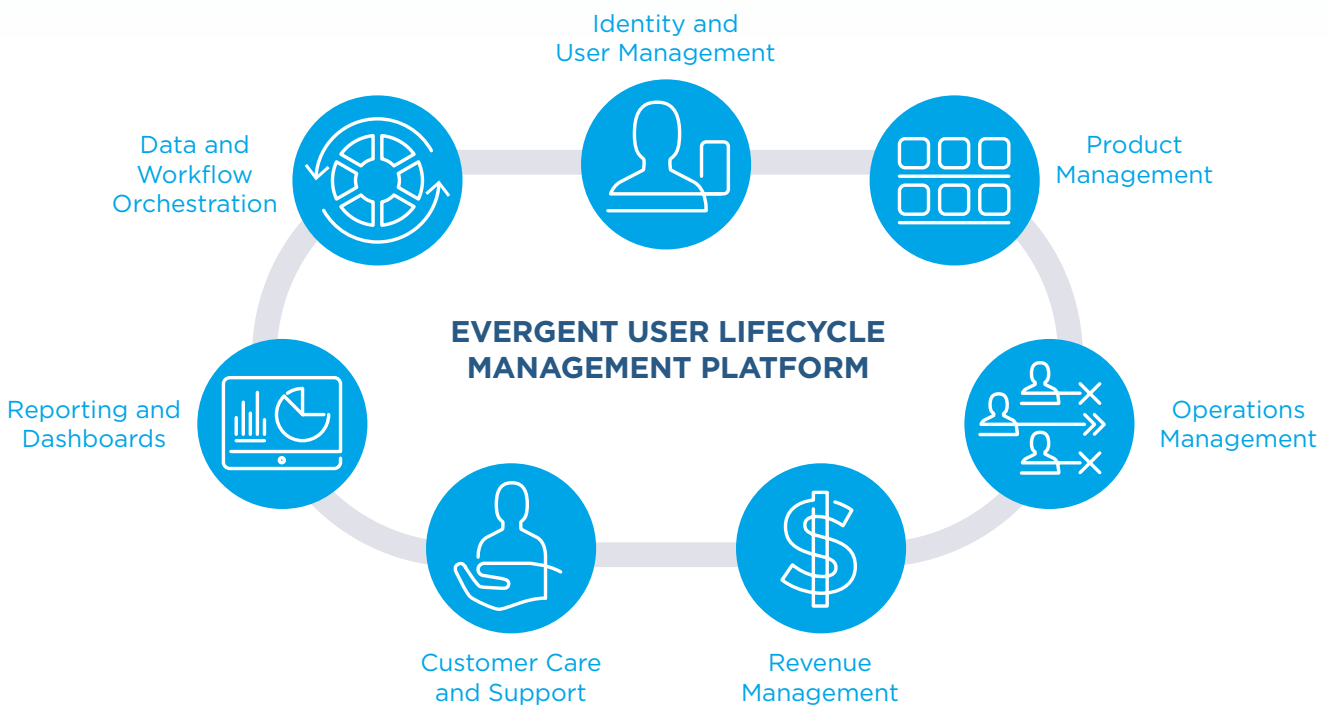 Identity and
User Management
Data and
Workflow
Orchestration
Product
Management
EVERGENT USER LIFECYCLE
MANAGEMENT PLATFORM
Reporting and
Dashboards
Operations
Management
Customer Care
and Support
Revenue
Management